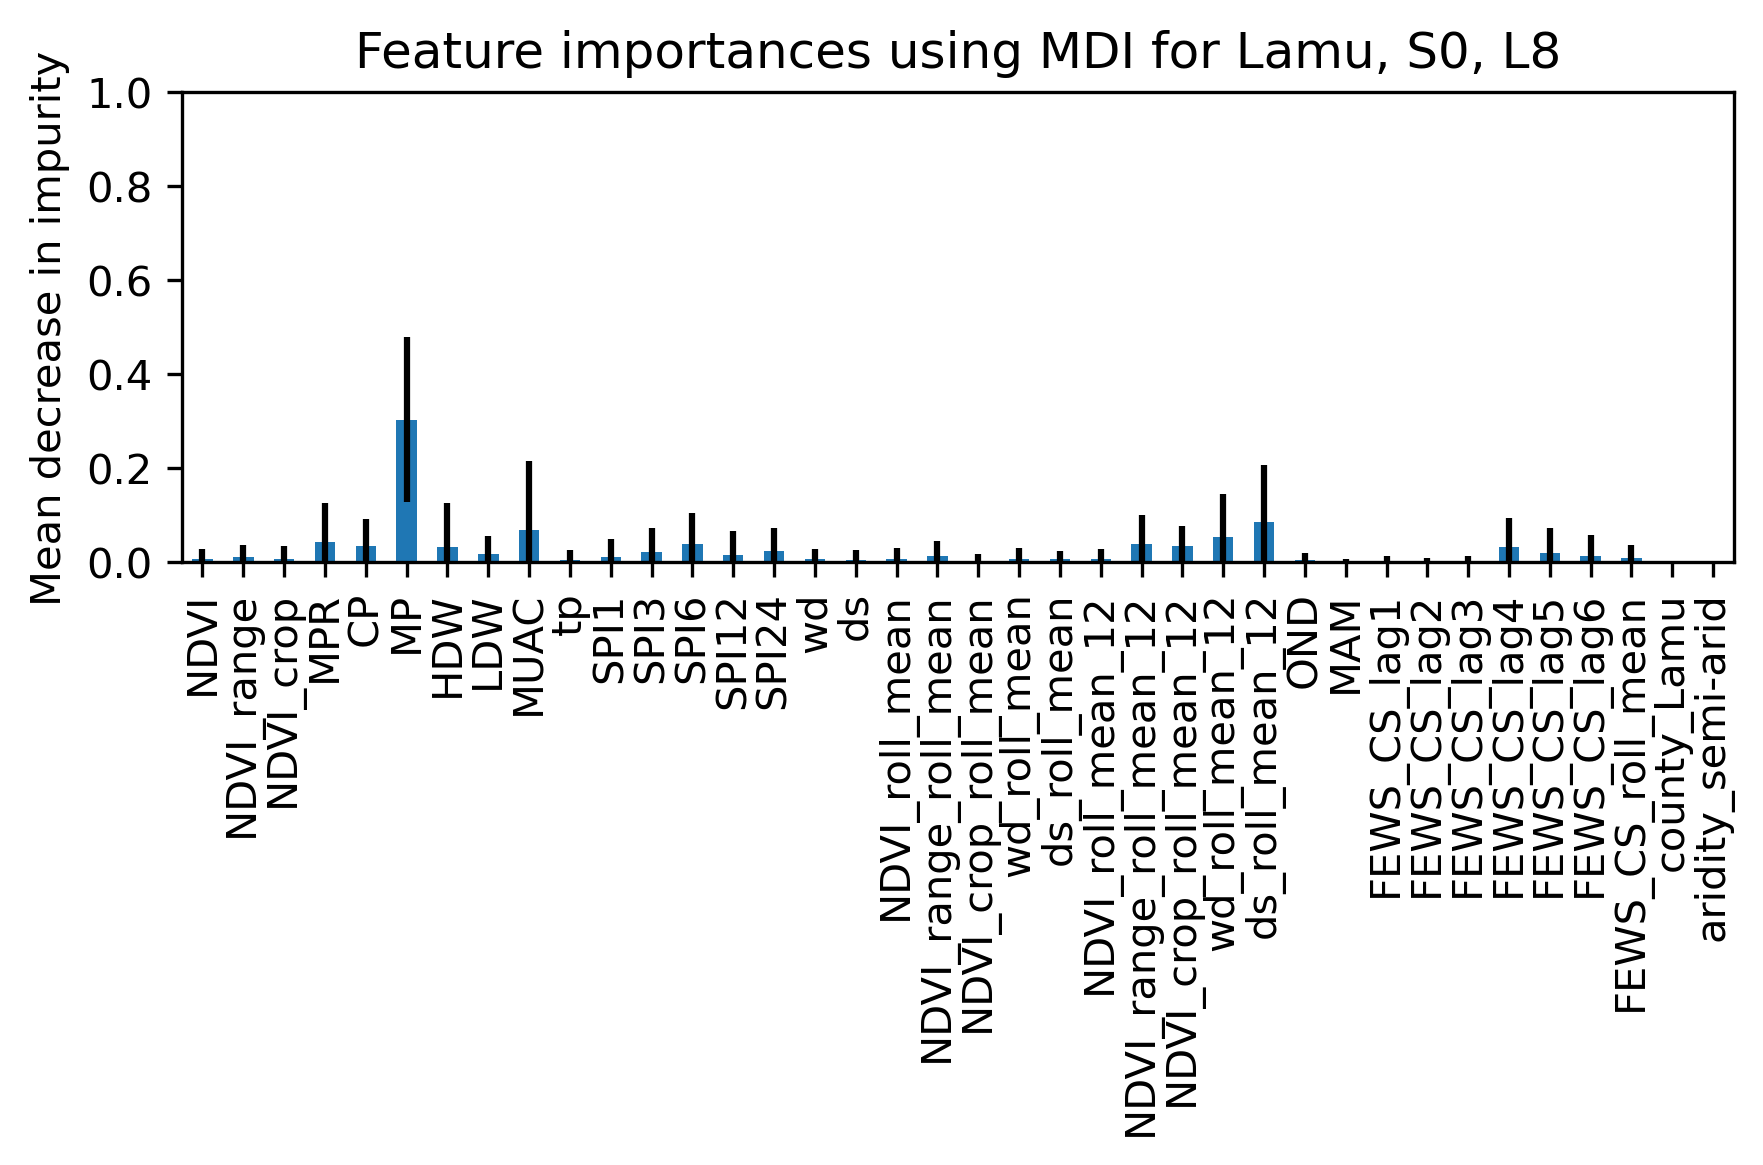 Feature importances using MDI for Lamu, S0, L8
Mean decrease in impurity
1.0
0.8
0.6
0.4
0.2
0.0
NDVI
NDVI_range
NDVI_crop
MPR
CP
MP
HDW
LDW
MUAC
tp
SPI1
SPI3
SPI6
SPI12
SPI24
wd
ds
NDVI_roll_mean
NDVI_range_roll_mean
NDVI_crop_roll_mean
wd_roll_mean
ds_roll_mean
NDVI_roll_mean_12
NDVI_range_roll_mean_12
NDVI_crop_roll_mean_12
wd_roll_mean_12
ds_roll_mean_12
OND
MAM
FEWS_CS_lag1
FEWS_CS_lag2
FEWS_CS_lag3
FEWS_CS_lag4
FEWS_CS_lag5
FEWS_CS_lag6
FEWS_CS_roll_mean
county_Lamu
aridity_semi-arid